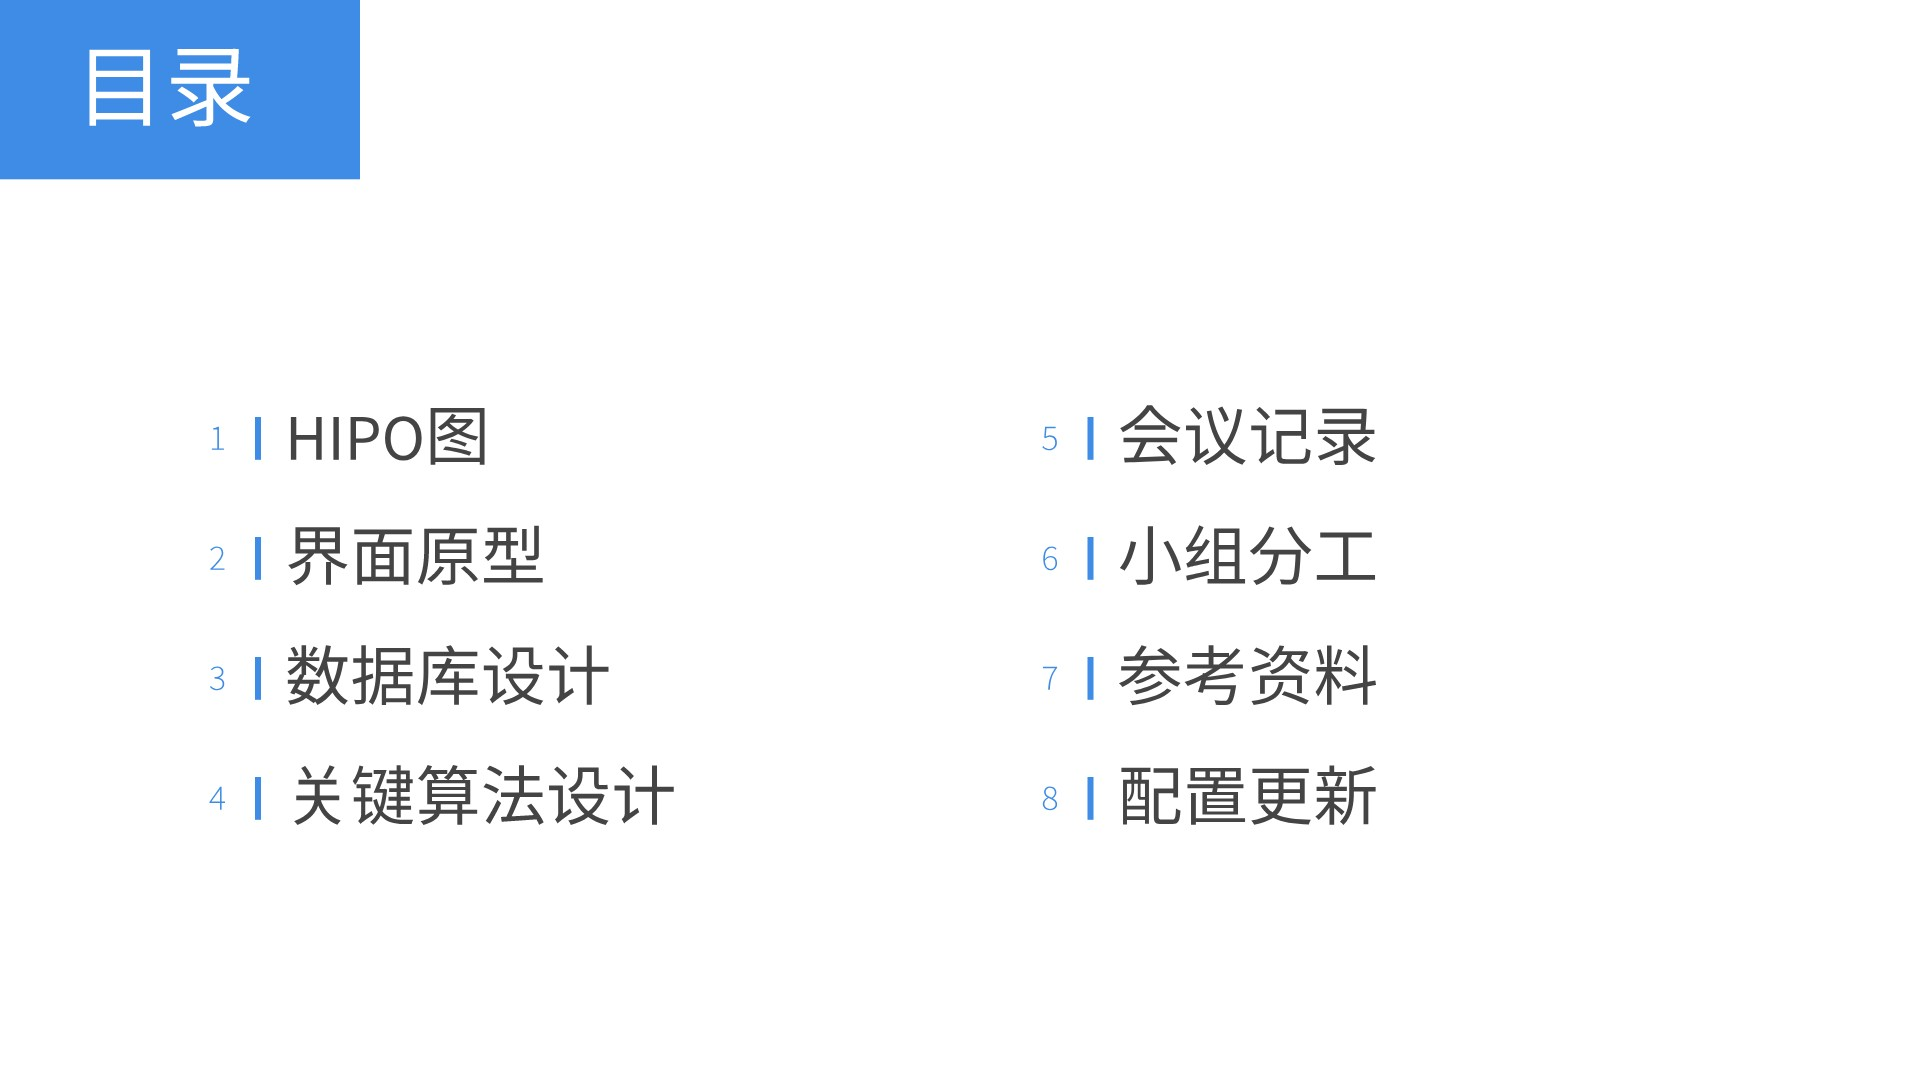 目录
1 HIPO图
2 界面原型
3 数据库设计
4 关键算法设计
5 会议记录
6 小组分工
7 参考资料
8 配置更新